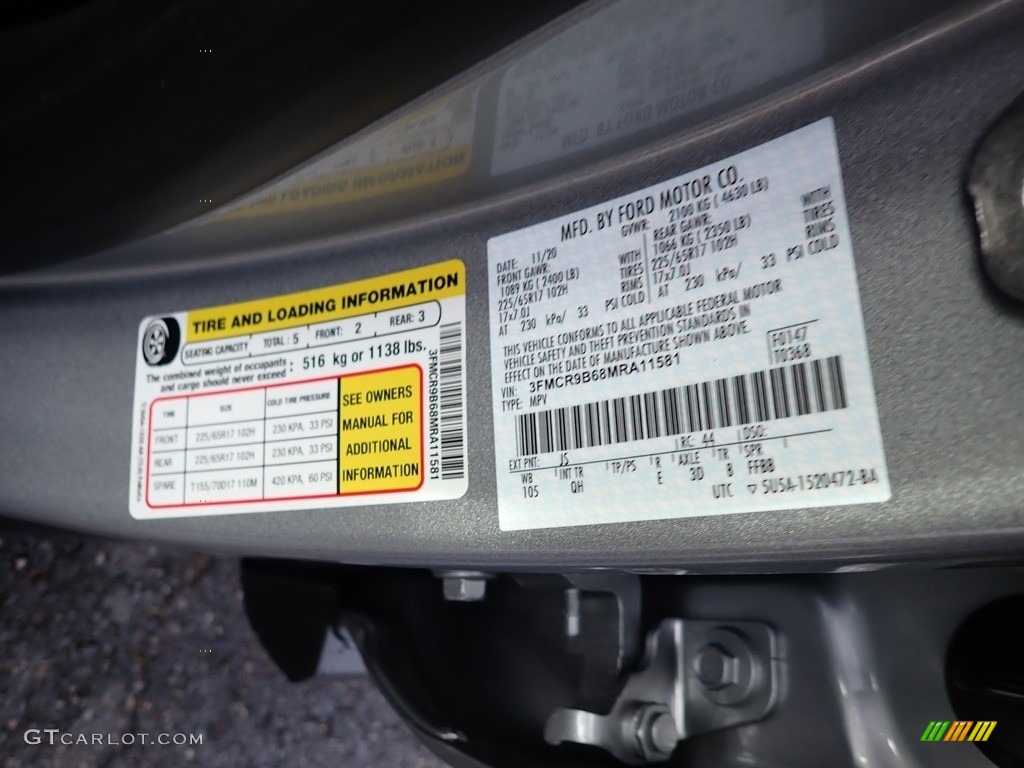 TIRE AND LOADING INFORMATION
SEATING CAPACITY TOTAL: 5 FRONT: 2 REAR: 3
The combined weight of occupants and cargo should never exceed: 516 kg or 1138 lbs.
TIRE SIZE COLD TIRE PRESSURE
FRONT 225/65R17 102H 230 KPA, 33 PSI
REAR 225/65R17 102H 230 KPA, 33 PSI
SPARE T155/70D17 110M 420 KPA, 60 PSI
SEE OWNERS
MANUAL FOR
ADDITIONAL
INFORMATION
3FMCR9B68MRA11581
MFD. BY FORD MOTOR CO.
DATE: 11/20 GVWR: 2100 KG ( 4630 LB)
FRONT GAWR: REAR GAWR:
1089 KG ( 2400 LB) WITH 1066 KG ( 2350 LB) WITH
225/65R17 102H TIRES 225/65R17 102H TIRES
17x7.0J RIMS 17x7.0J RIMS
AT 230 kPa/ 33 PSI COLD AT 230 kPa/ 33 PSI COLD
THIS VEHICLE CONFORMS TO ALL APPLICABLE FEDERAL MOTOR
VEHICLE SAFETY AND THEFT PREVENTION STANDARDS IN
EFFECT ON THE DATE OF MANUFACTURE SHOWN ABOVE.
VIN: 3FMCR9B68MRA11581 F0147
TYPE: MPV T0368
EXT PNT: JS RC: 44 DSO:
WB INT TR TP/PS R AXLE TR SPR
105 QH E 3D 8 FFBB
UTC ▽ 5U5A-1520472-BA
GTCARLOT.COM